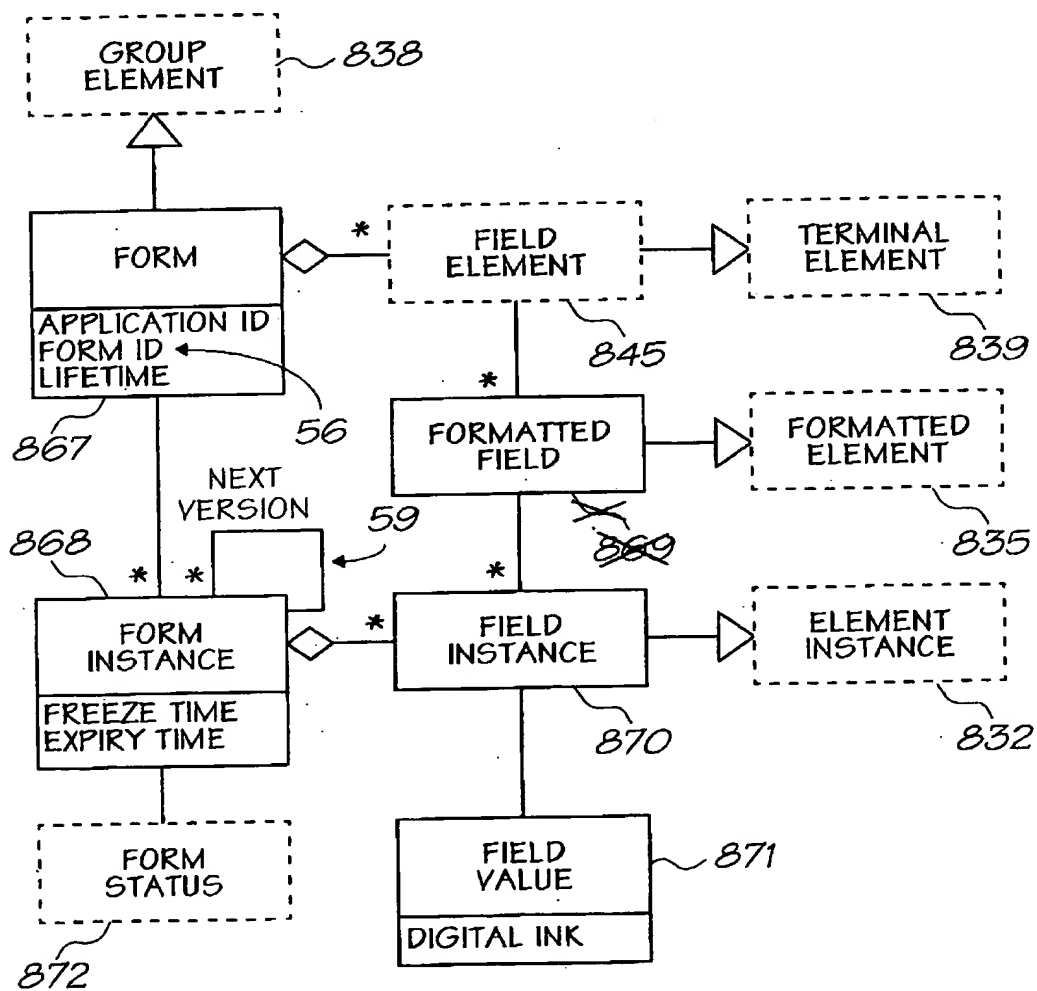 GROUP
ELEMENT
838
FORM
APPLICATION ID
FORM ID
LIFETIME
867
56
*
FIELD
ELEMENT
845
TERMINAL
ELEMENT
839
*
FORMATTED
FIELD
869
FORMATTED
ELEMENT
835
NEXT
VERSION
59
868
*
*
FORM
INSTANCE
FREEZE TIME
EXPIRY TIME
*
*
FIELD
INSTANCE
870
ELEMENT
INSTANCE
832
FORM
STATUS
872
FIELD
VALUE
DIGITAL INK
871